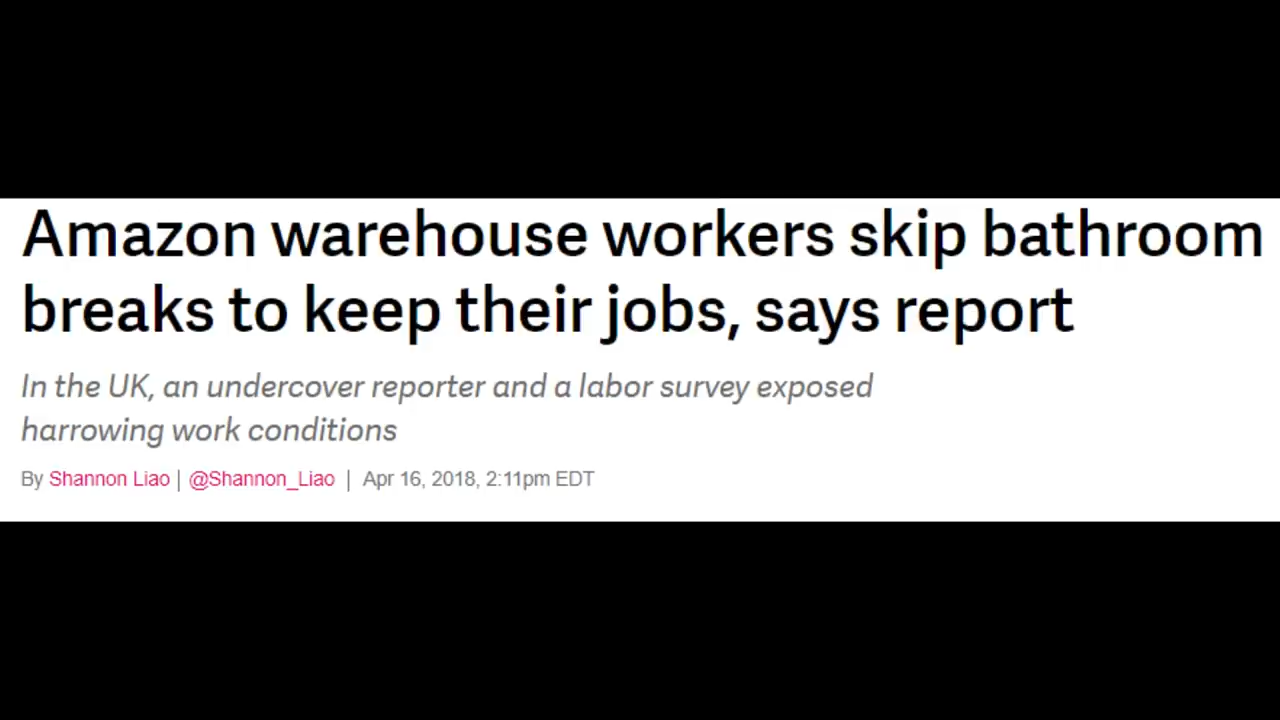 Amazon warehouse workers skip bathroom
breaks to keep their jobs, says report
In the UK, an undercover reporter and a labor survey exposed
harrowing work conditions
By Shannon Liao | @Shannon_Liao | Apr 16, 2018, 2:11pm EDT